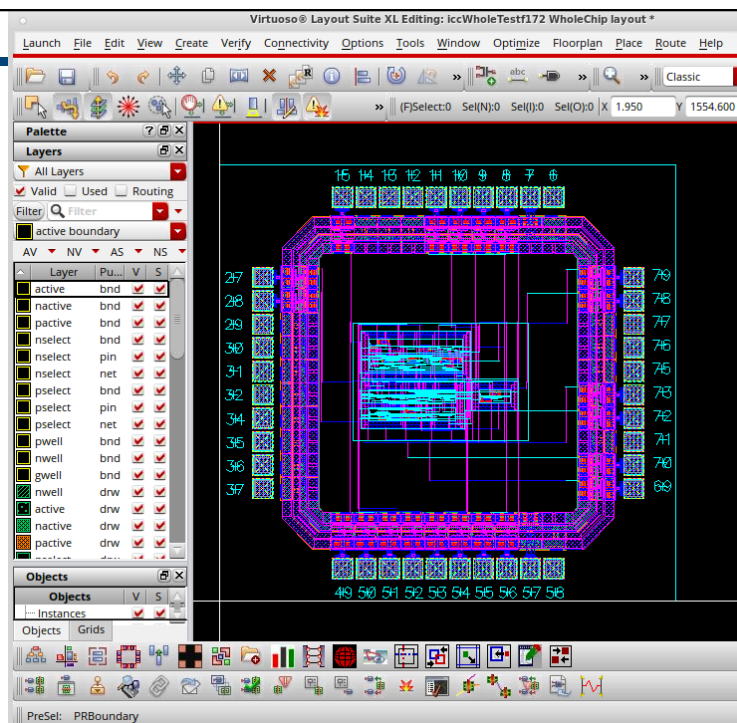 Virtuoso® Layout Suite XL Editing: iccWholeTestf172 WholeChip layout *
Launch File Edit View Create Verify Connectivity Options Tools Window Optimize Floorplan Place Route Help
R abc » » » Classic
» (F)Select:0 Sel(N):0 Sel(I):0 Sel(O):0 X 1.950 Y 1554.600
Palette
Layers
All Layers
Valid Used Routing
Filter Filter
active boundary
AV NV AS NS
Layer Pu... V S
active bnd
nactive bnd
pactive bnd
nselect bnd
nselect pin
nselect net
pselect bnd
pselect pin
pselect net
pwell bnd
nwell bnd
gwell bnd
nwell drw
active drw
nactive drw
pactive drw
Objects
Objects V S
Instances
Objects Grids
15 14 13 12 11 10 9 8 7 6
27
28
29
30
31
32
34
35
36
37
79
78
77
76
75
73
72
71
70
69
49 50 51 52 53 54 55 56 57 58
PreSel: PRBoundary